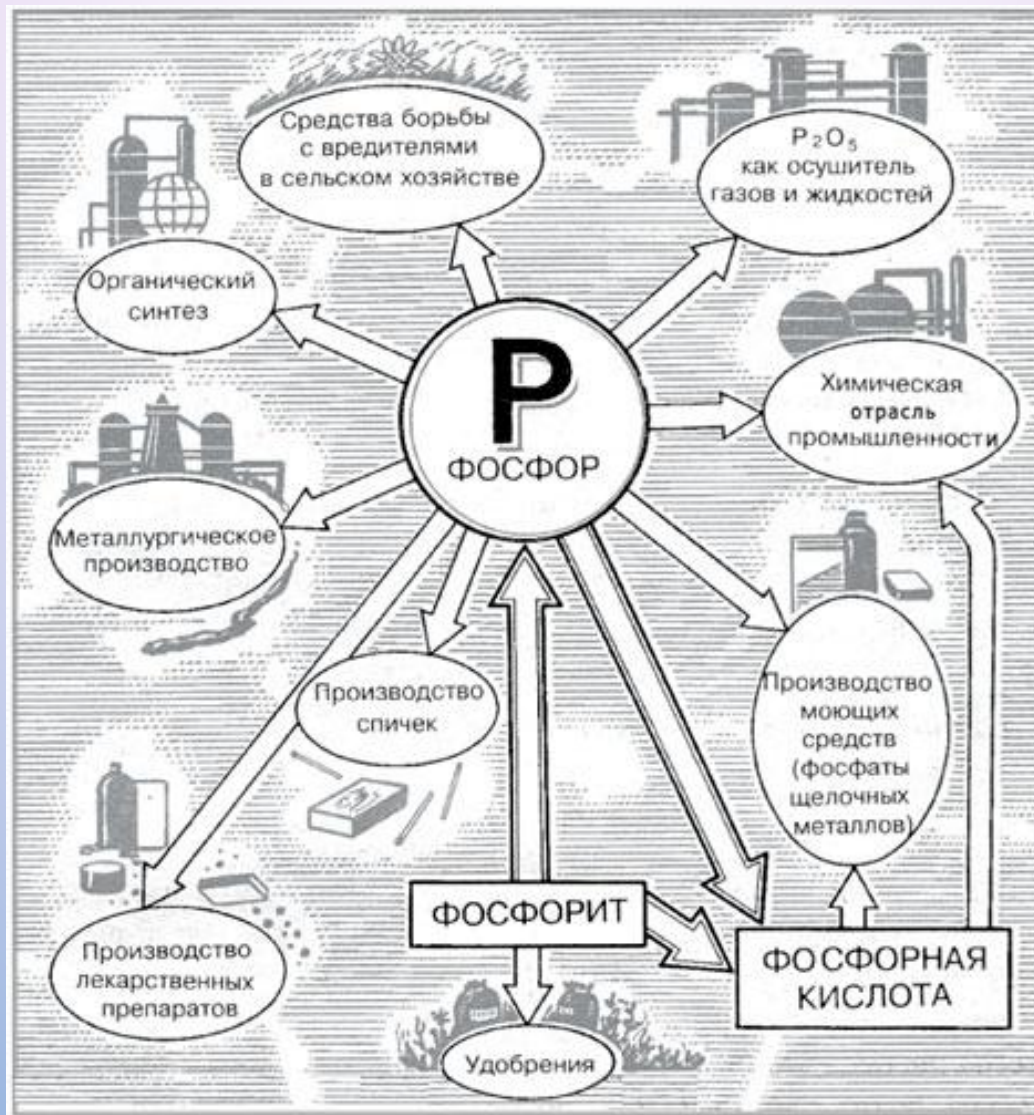 Средства борьбы
с вредителями
в сельском хозяйстве
P₂O₅
как осушитель
газов и жидкостей
Органический
синтез
Химическая
отрасль
промышленности
P
ФОСФОР
Металлургическое
производство
Производство
спичек
Производство
моющих
средств
(фосфаты
щелочных
металлов)
ФОСФОРИТ
ФОСФОРНАЯ
КИСЛОТА
Производство
лекарственных
препаратов
Удобрения